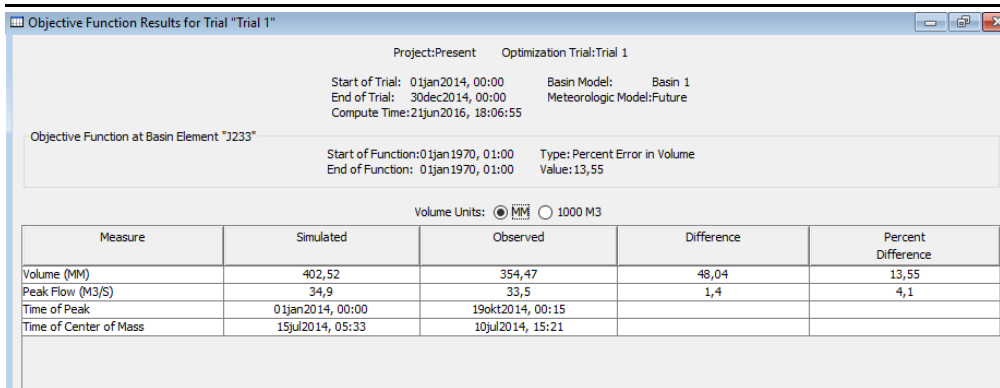 Objective Function Results for Trial "Trial 1"
Project:Present Optimization Trial:Trial 1
Start of Trial: 01jan2014, 00:00 Basin Model: Basin 1
End of Trial: 30dec2014, 00:00 Meteorologic Model:Future
Compute Time:21jun2016, 18:06:55
Objective Function at Basin Element "J233"
Start of Function:01jan1970, 01:00 Type: Percent Error in Volume
End of Function: 01jan1970, 01:00 Value:13,55
Volume Units: MM 1000 M3
Measure Simulated Observed Difference Percent
Difference
Volume (MM) 402,52 354,47 48,04 13,55
Peak Flow (M3/S) 34,9 33,5 1,4 4,1
Time of Peak 01jan2014, 00:00 19okt2014, 00:15
Time of Center of Mass 15jul2014, 05:33 10jul2014, 15:21